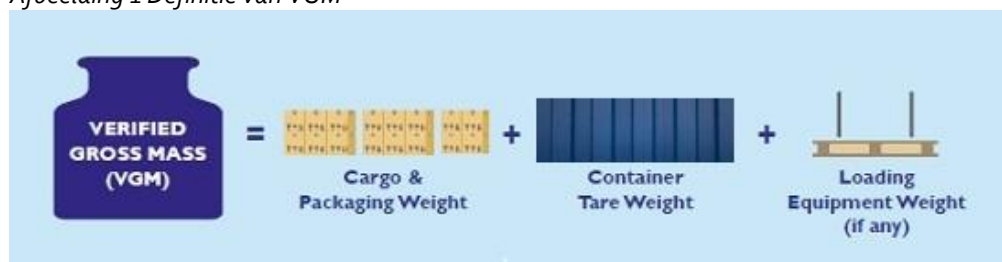 Afbeelding 1 Definitie van VGM
VERIFIED
GROSS MASS
(VGM)
=
+
+
Cargo &
Packaging Weight
Container
Tare Weight
Loading
Equipment Weight
(if any)